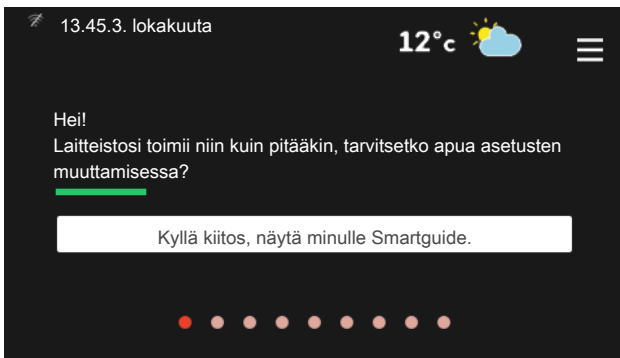 13.45.3. lokakuuta
12°c
Hei!
Laitteistosi toimii niin kuin pitääkin, tarvitsetko apua asetusten
muuttamisessa?
Kyllä kiitos, näytä minulle Smartguide.